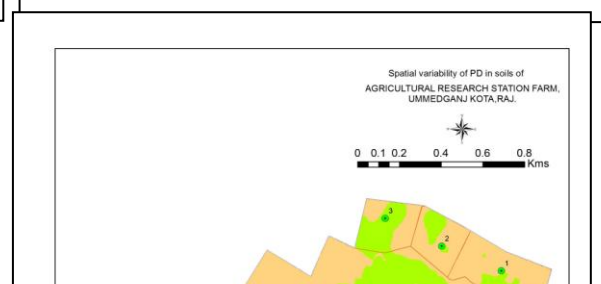 Spatial variability of PD in soils of
AGRICULTURAL RESEARCH STATION FARM,
UMMEDGANJ KOTA,RAJ.
0 0.1 0.2 0.4 0.6 0.8
Kms
3
2
1